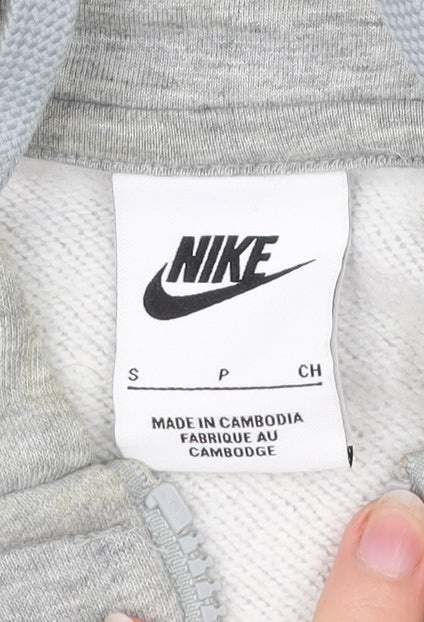 NIKE
S P CH
MADE IN CAMBODIA
FABRIQUE AU
CAMBODGE